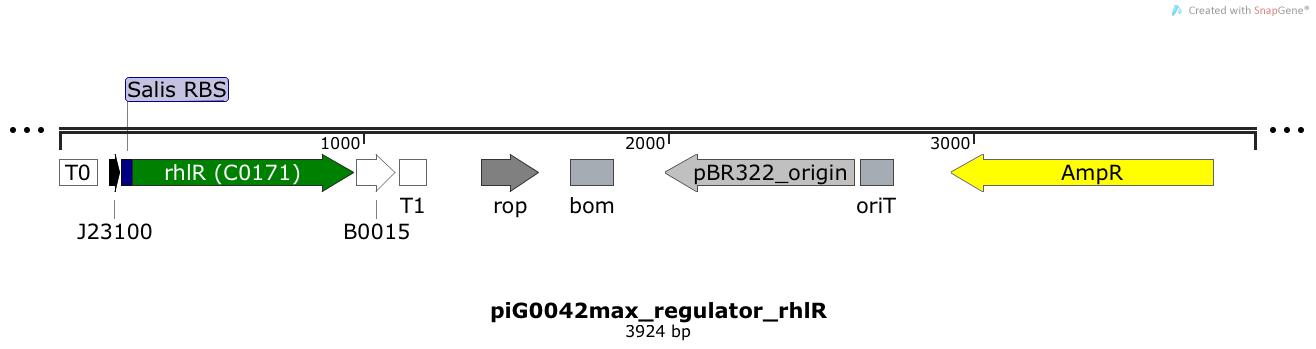 Created with SnapGene®
Salis RBS
1000
2000
3000
T0
rhlR (C0171)
pBR322_origin
AmpR
T1
rop
bom
oriT
J23100
B0015
piG0042max_regulator_rhlR
3924 bp